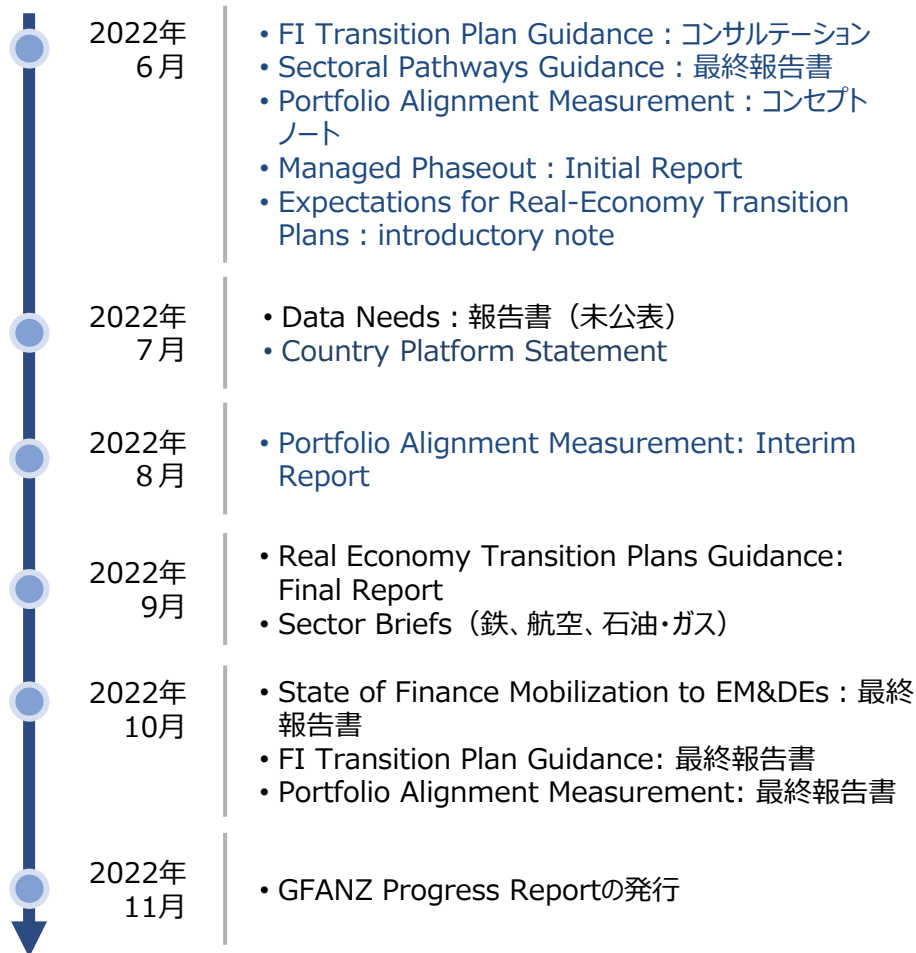 2022年
6月
• FI Transition Plan Guidance：コンサルテーション
• Sectoral Pathways Guidance：最終報告書
• Portfolio Alignment Measurement：コンセプト
ノート
• Managed Phaseout：Initial Report
• Expectations for Real-Economy Transition
Plans：introductory note
2022年
7月
• Data Needs：報告書（未公表）
• Country Platform Statement
2022年
8月
• Portfolio Alignment Measurement: Interim
Report
2022年
9月
• Real Economy Transition Plans Guidance:
Final Report
• Sector Briefs（鉄、航空、石油・ガス）
2022年
10月
• State of Finance Mobilization to EM&DEs：最終
報告書
• FI Transition Plan Guidance: 最終報告書
• Portfolio Alignment Measurement: 最終報告書
2022年
11月
• GFANZ Progress Reportの発行